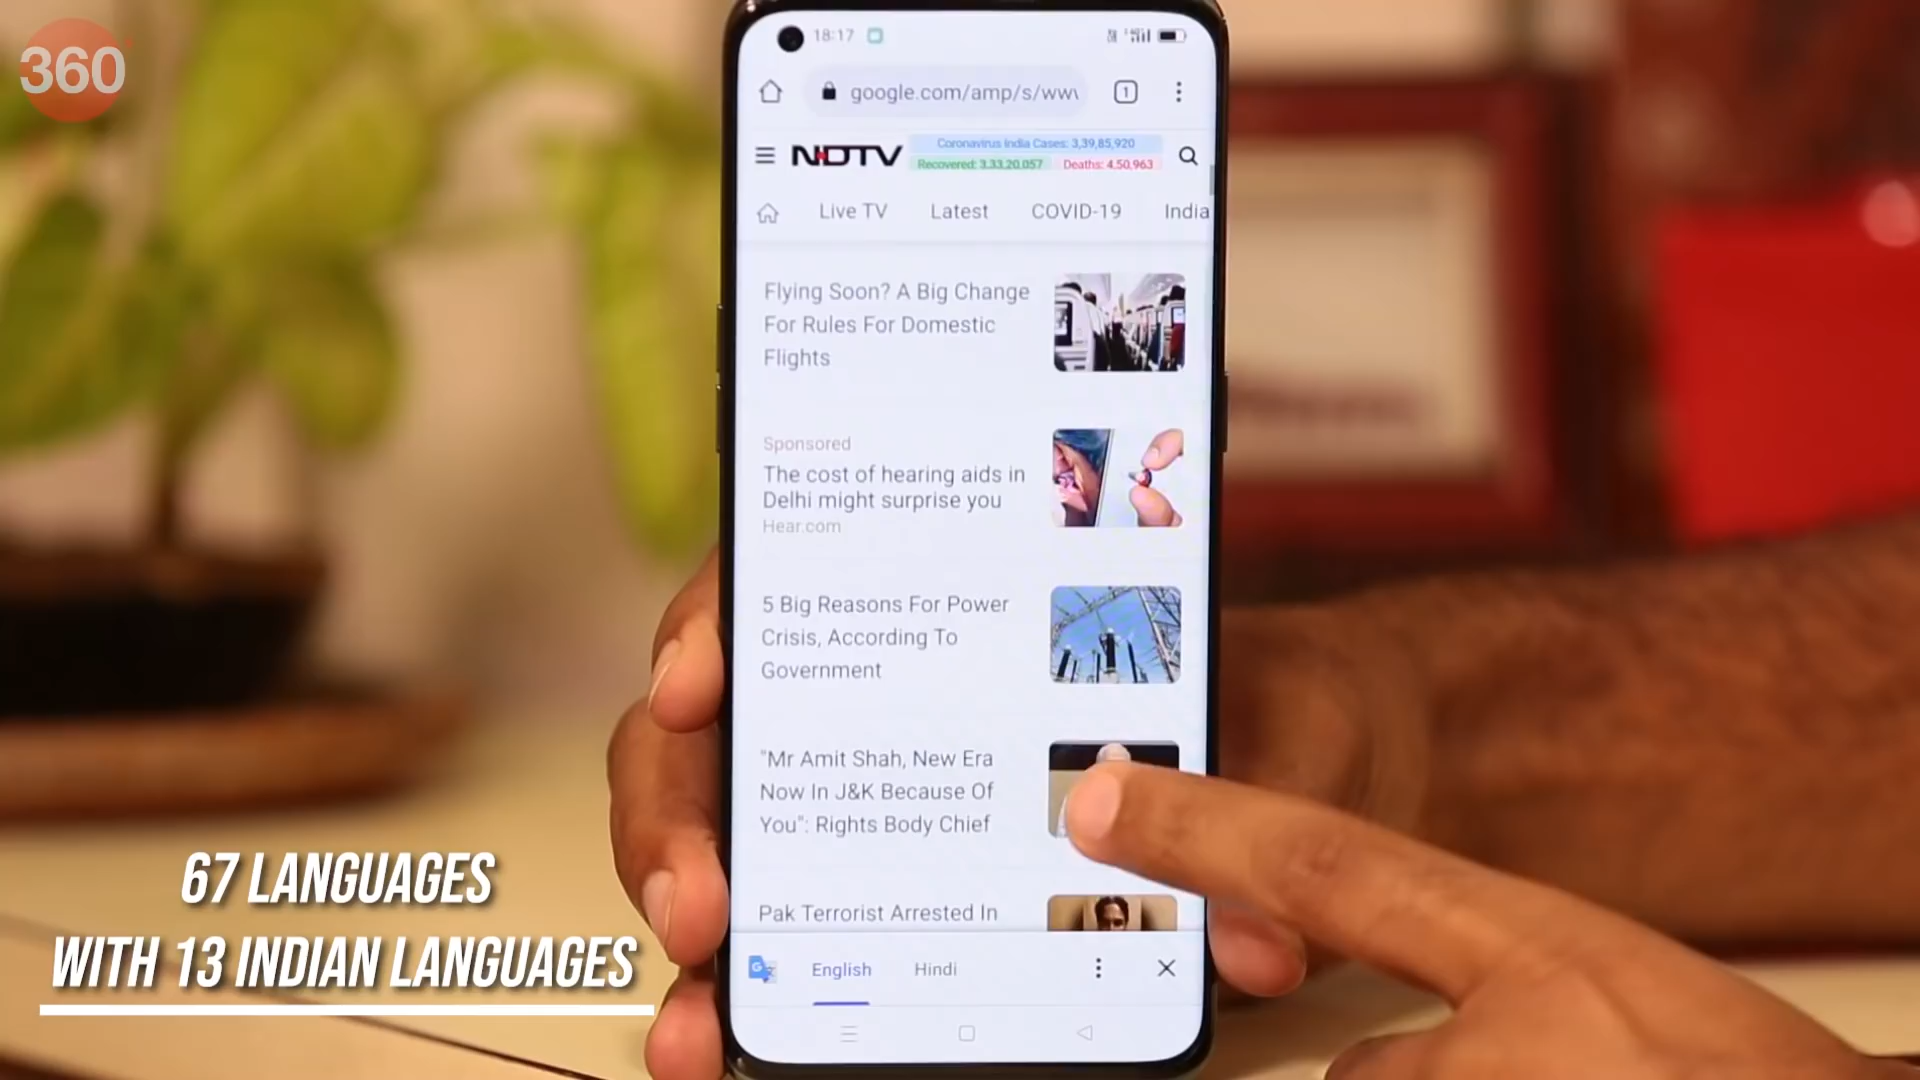 360
18:17
google.com/amp/s/ww
1
NDTV
Coronavirus India Cases: 3,39,85,920
Recovered: 3,33,20,057 Deaths: 4,50,963
Live TV Latest COVID-19 India
Flying Soon? A Big Change
For Rules For Domestic
Flights
Sponsored
The cost of hearing aids in
Delhi might surprise you
Hear.com
5 Big Reasons For Power
Crisis, According To
Government
"Mr Amit Shah, New Era
Now In J&K Because Of
You": Rights Body Chief
Pak Terrorist Arrested In
English Hindi
67 LANGUAGES
WITH 13 INDIAN LANGUAGES